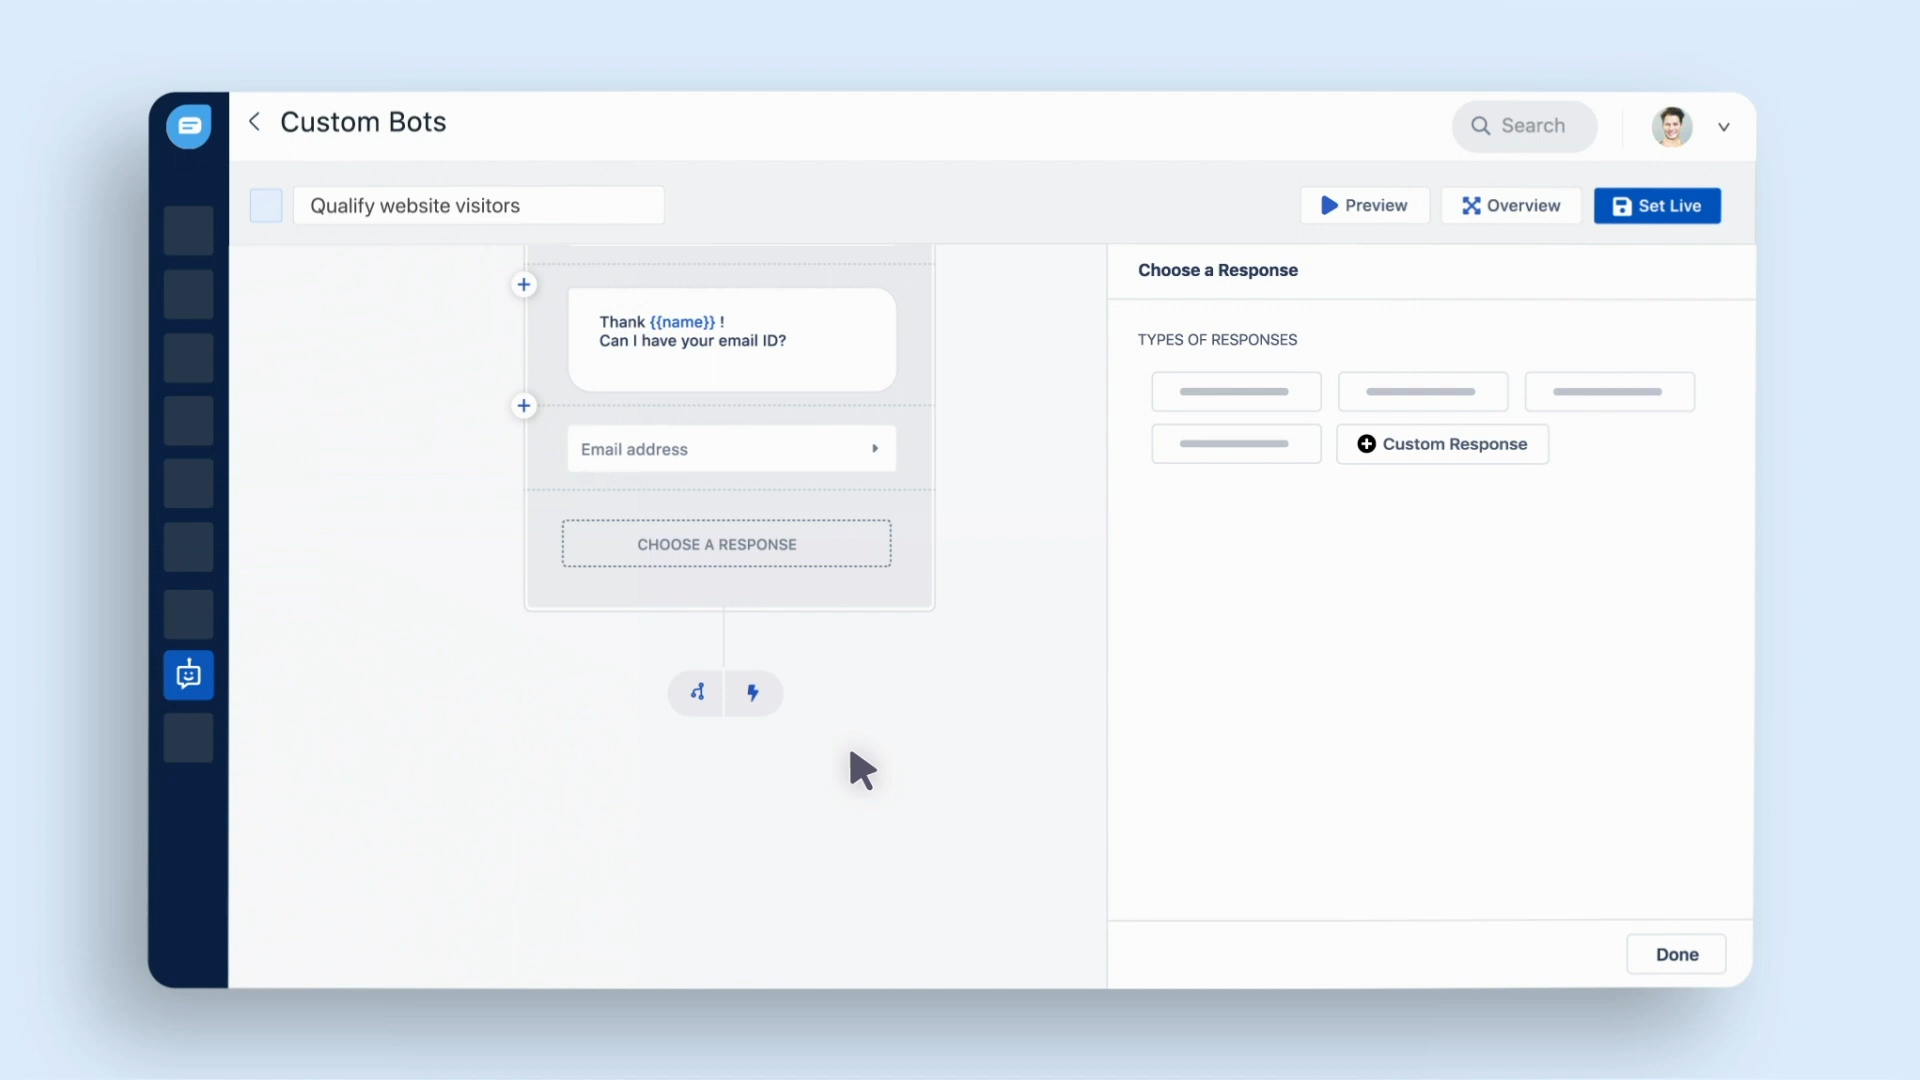 Custom Bots
Search
Qualify website visitors
Preview
Overview
Set Live
Thank {{name}} !
Can I have your email ID?
Email address
CHOOSE A RESPONSE
Choose a Response
TYPES OF RESPONSES
Custom Response
Done